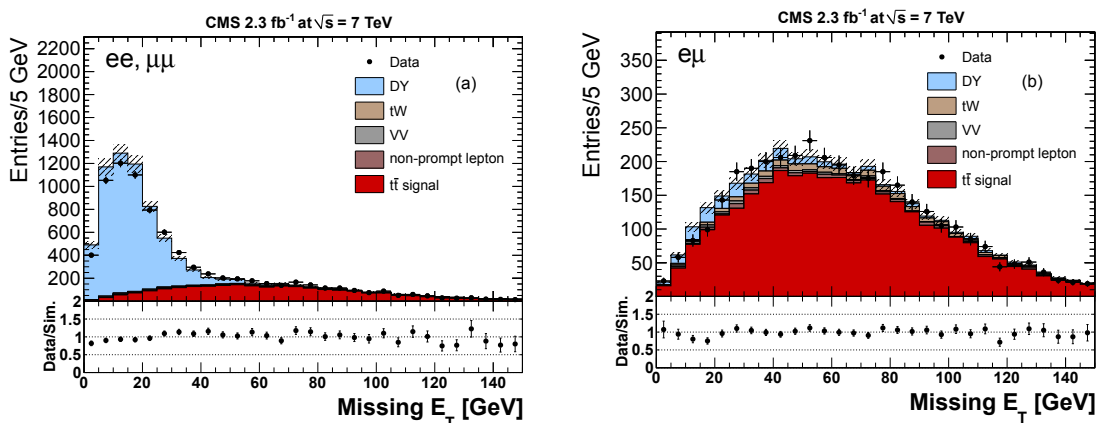 CMS 2.3 fb⁻¹ at √s = 7 TeV
Entries/5 GeV
2200
2000
1800
1600
1400
1200
1000
800
600
400
200
2
ee, μμ
(a)
Data
DY
tW
VV
non-prompt lepton
tt̄ signal
Data/Sim.
1.5
1
0.5
0
0 20 40 60 80 100 120 140
Missing E_T [GeV]
CMS 2.3 fb⁻¹ at √s = 7 TeV
Entries/5 GeV
350
300
250
200
150
100
50
2
eμ
(b)
Data
DY
tW
VV
non-prompt lepton
tt̄ signal
Data/Sim.
1.5
1
0.5
0
0 20 40 60 80 100 120 140
Missing E_T [GeV]